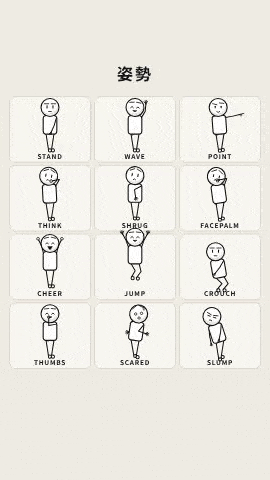 姿勢
STAND
WAVE
POINT
THINK
SHRUG
FACEPALM
CHEER
JUMP
CROUCH
THUMBS
SCARED
SLUMP